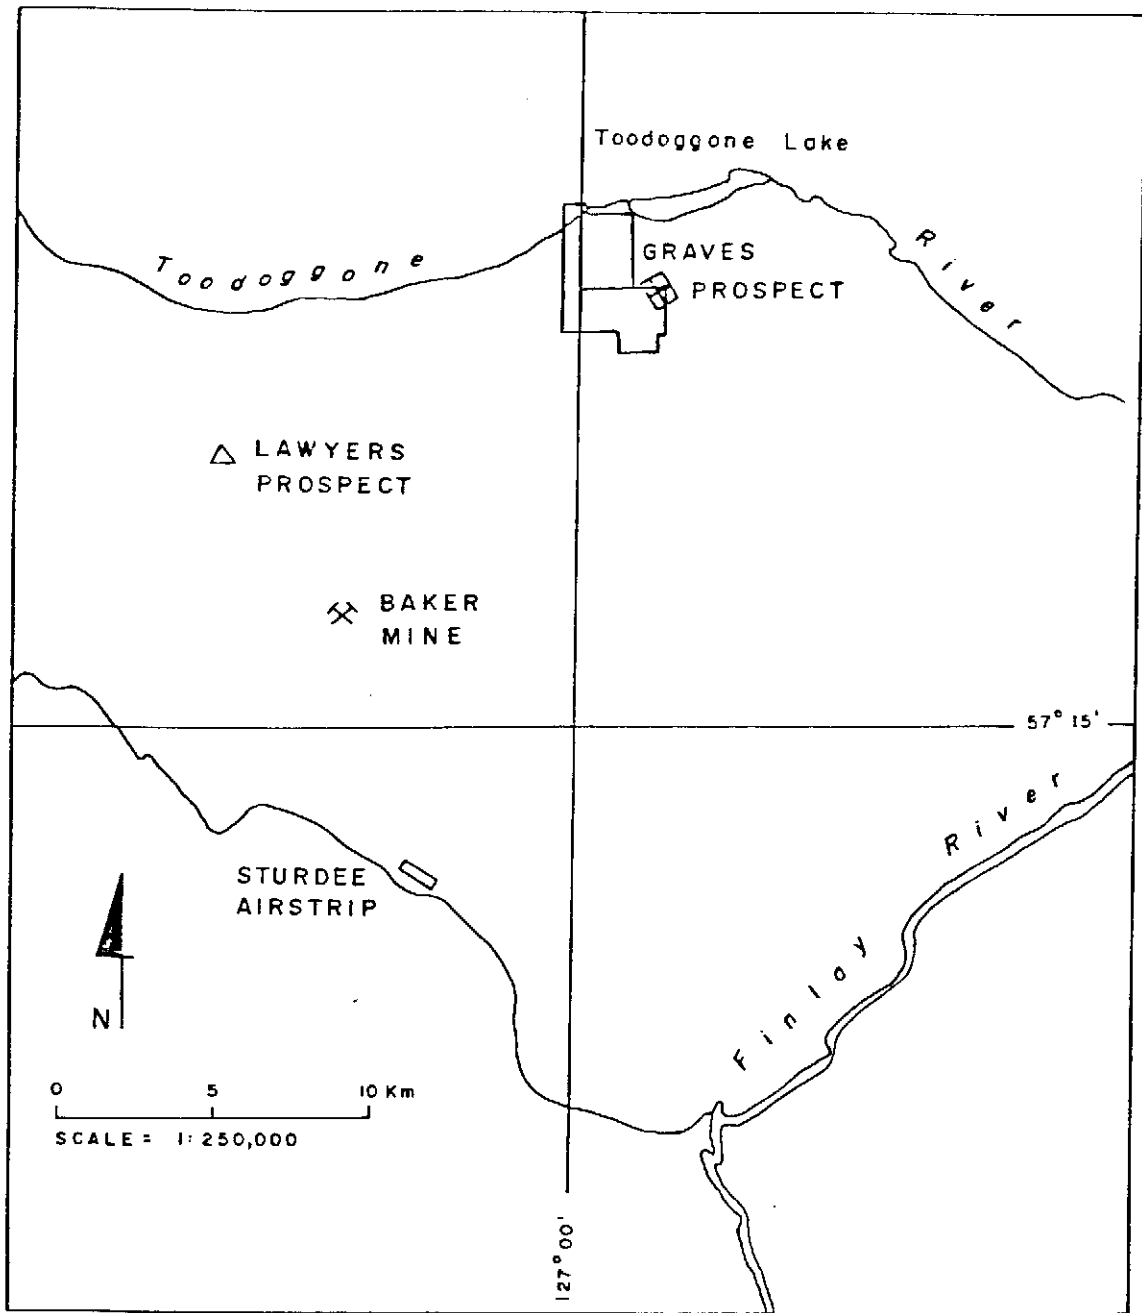 Toodoggone Lake
Toodoggone
River
GRAVES
PROSPECT
LAWYERS
PROSPECT
BAKER
MINE
57° 15'
River
STURDEE
AIRSTRIP
Finlay
N
0 5 10 Km
SCALE = 1:250,000
127° 00'